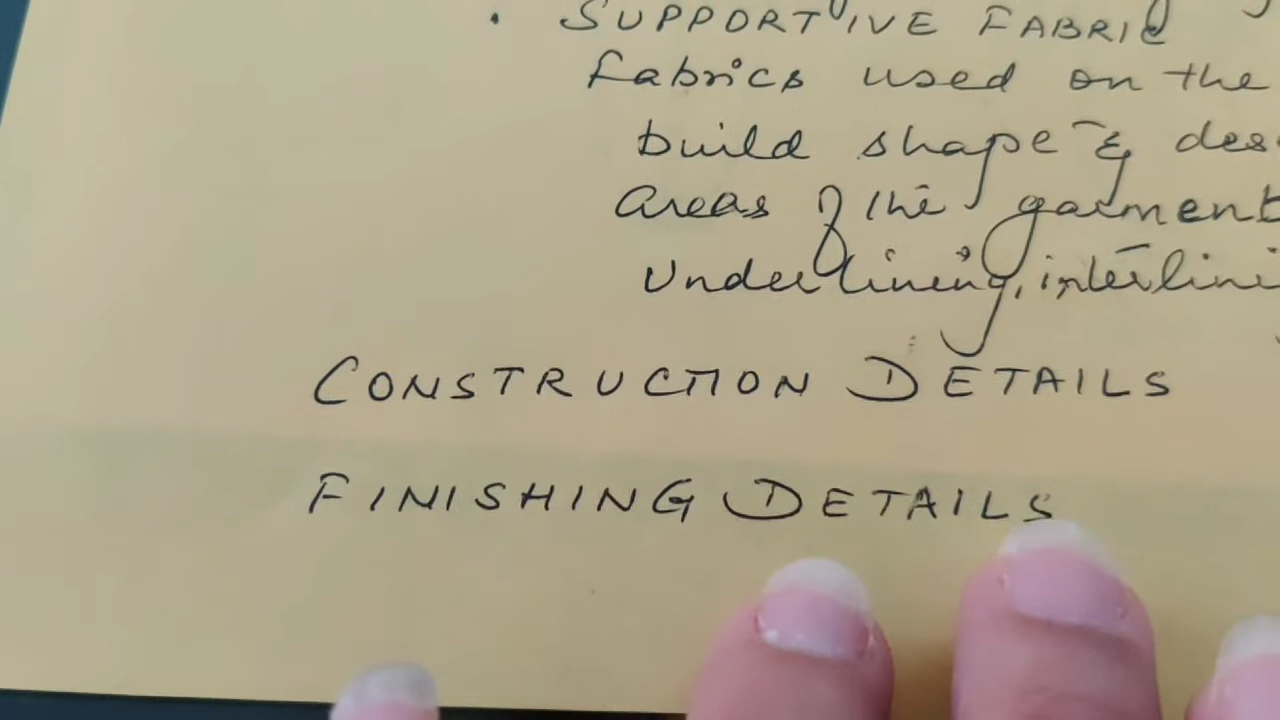 • SUPPORTIVE FABRIC
fabrics used on the
build shape & des
areas of the garment
Underlining, interlini
CONSTRUCTION DETAILS
FINISHING DETAILS